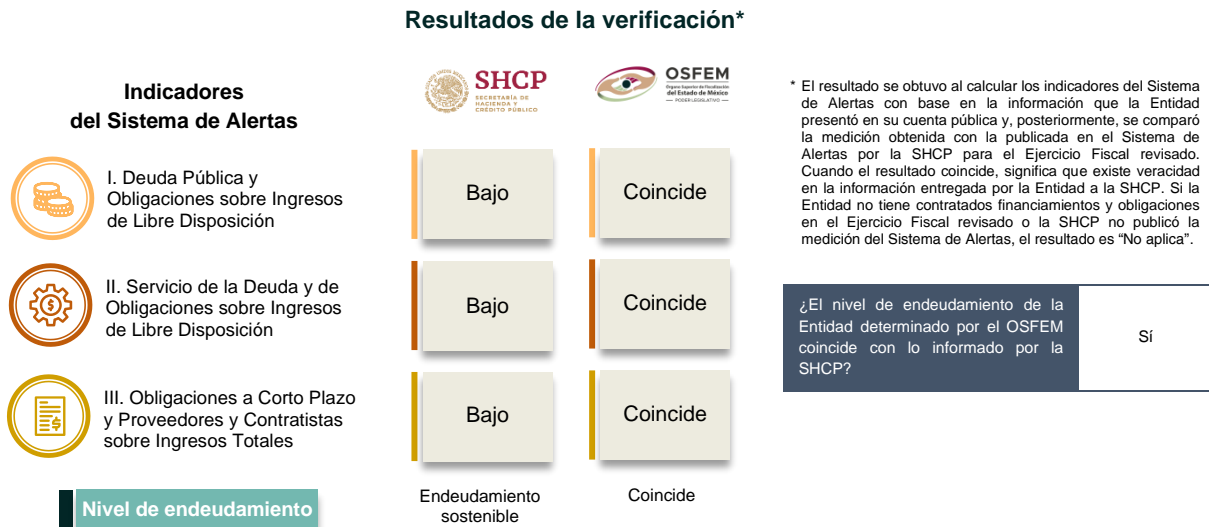 Resultados de la verificación*
Indicadores
del Sistema de Alertas
SHCP
SECRETARÍA DE
HACIENDA Y
CRÉDITO PÚBLICO
OSFEM
Órgano Superior de Fiscalización
del Estado de México
PODER LEGISLATIVO
I. Deuda Pública y
Obligaciones sobre Ingresos
de Libre Disposición
Bajo
Coincide
II. Servicio de la Deuda y de
Obligaciones sobre Ingresos
de Libre Disposición
Bajo
Coincide
III. Obligaciones a Corto Plazo
y Proveedores y Contratistas
sobre Ingresos Totales
Bajo
Coincide
Nivel de endeudamiento
Endeudamiento
sostenible
Coincide
* El resultado se obtuvo al calcular los indicadores del Sistema
de Alertas con base en la información que la Entidad
presentó en su cuenta pública y, posteriormente, se comparó
la medición obtenida con la publicada en el Sistema de
Alertas por la SHCP para el Ejercicio Fiscal revisado.
Cuando el resultado coincide, significa que existe veracidad
en la información entregada por la Entidad a la SHCP. Si la
Entidad no tiene contratados financiamientos y obligaciones
en el Ejercicio Fiscal revisado o la SHCP no publicó la
medición del Sistema de Alertas, el resultado es “No aplica”.
¿El nivel de endeudamiento de la
Entidad determinado por el OSFEM
coincide con lo informado por la
SHCP?
Sí